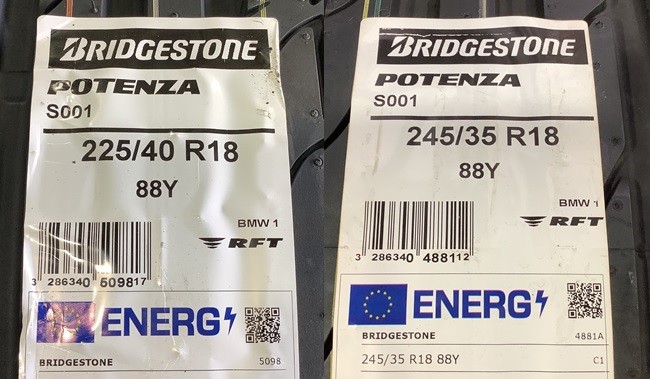 BRIDGESTONE
POTENZA
S001
225/40 R18
88Y
BMW 1
RFT
3 286340 509817
ENERG
BRIDGESTONE
5098
BRIDGESTONE
POTENZA
S001
245/35 R18
88Y
BMW 1
RFT
3 286340 488112
ENERG
BRIDGESTONE
4881A
245/35 R18 88Y
C1